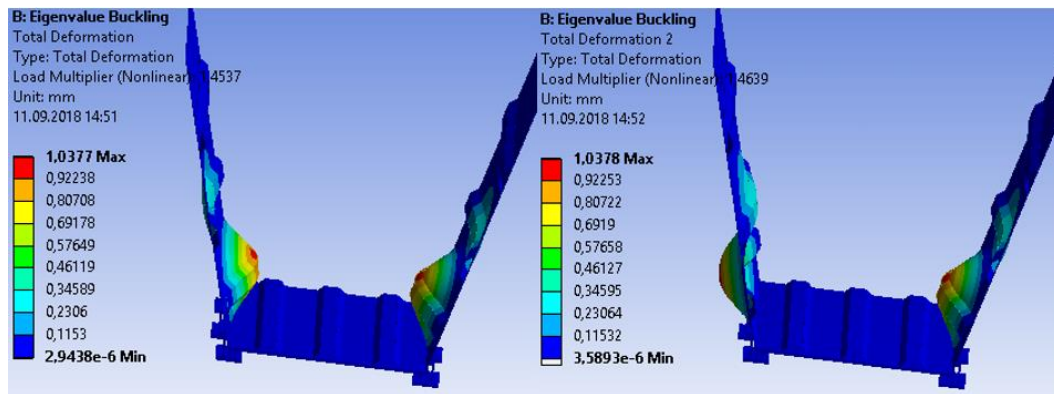 B: Eigenvalue Buckling
Total Deformation
Type: Total Deformation
Load Multiplier (Nonlinear): 1,4537
Unit: mm
11.09.2018 14:51
1,0377 Max
0,92238
0,80708
0,69178
0,57649
0,46119
0,34589
0,2306
0,1153
2,9438e-6 Min
B: Eigenvalue Buckling
Total Deformation 2
Type: Total Deformation
Load Multiplier (Nonlinear): 1,4639
Unit: mm
11.09.2018 14:52
1,0378 Max
0,92253
0,80722
0,6919
0,57658
0,46127
0,34595
0,23064
0,11532
3,5893e-6 Min